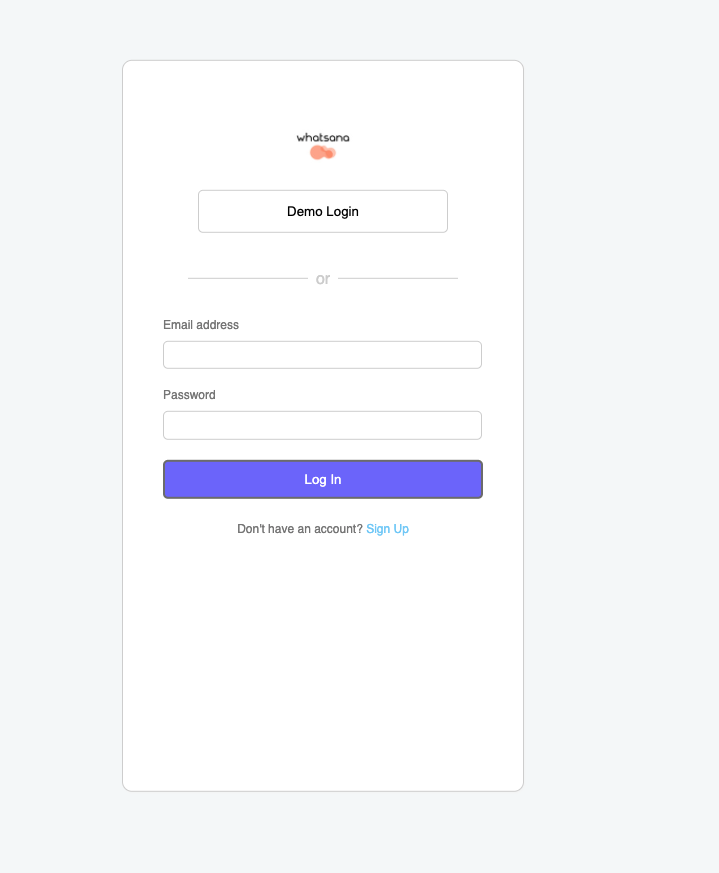 whatsana
Demo Login
or
Email address
Password
Log In
Don't have an account? Sign Up